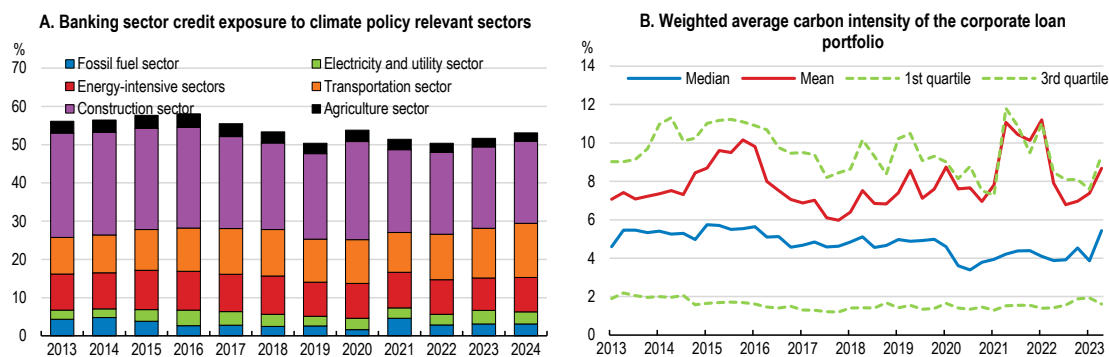 A. Banking sector credit exposure to climate policy relevant sectors
%
70
60
50
40
30
20
10
0
Fossil fuel sector
Electricity and utility sector
Energy-intensive sectors
Transportation sector
Construction sector
Agriculture sector
2013 2014 2015 2016 2017 2018 2019 2020 2021 2022 2023 2024
B. Weighted average carbon intensity of the corporate loan
portfolio
%
14
12
10
8
6
4
2
0
Median
Mean
1st quartile
3rd quartile
2013 2014 2015 2016 2017 2018 2019 2020 2021 2022 2023